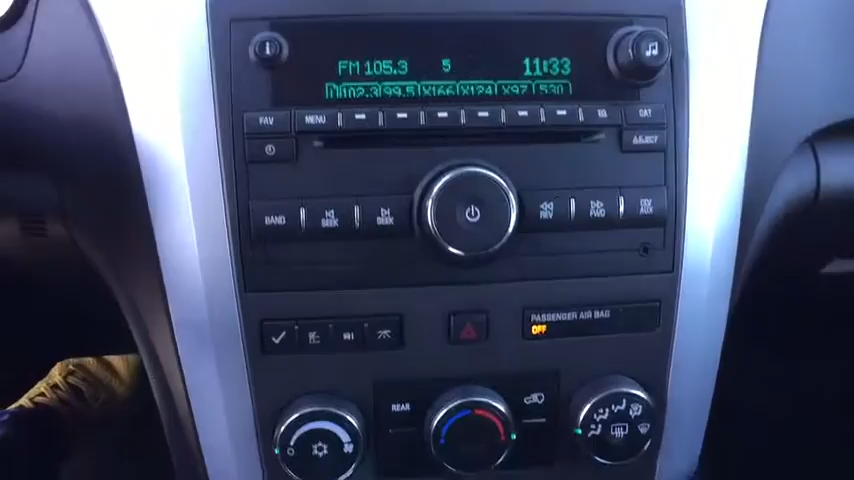 FM 105.3 5 11:33
102.3 99.5 X166 X124 X97 530
FAV MENU CAT
EJECT
BAND SEEK SEEK REV FWD CD/ AUX
PASSENGER AIR BAG
OFF
REAR
O